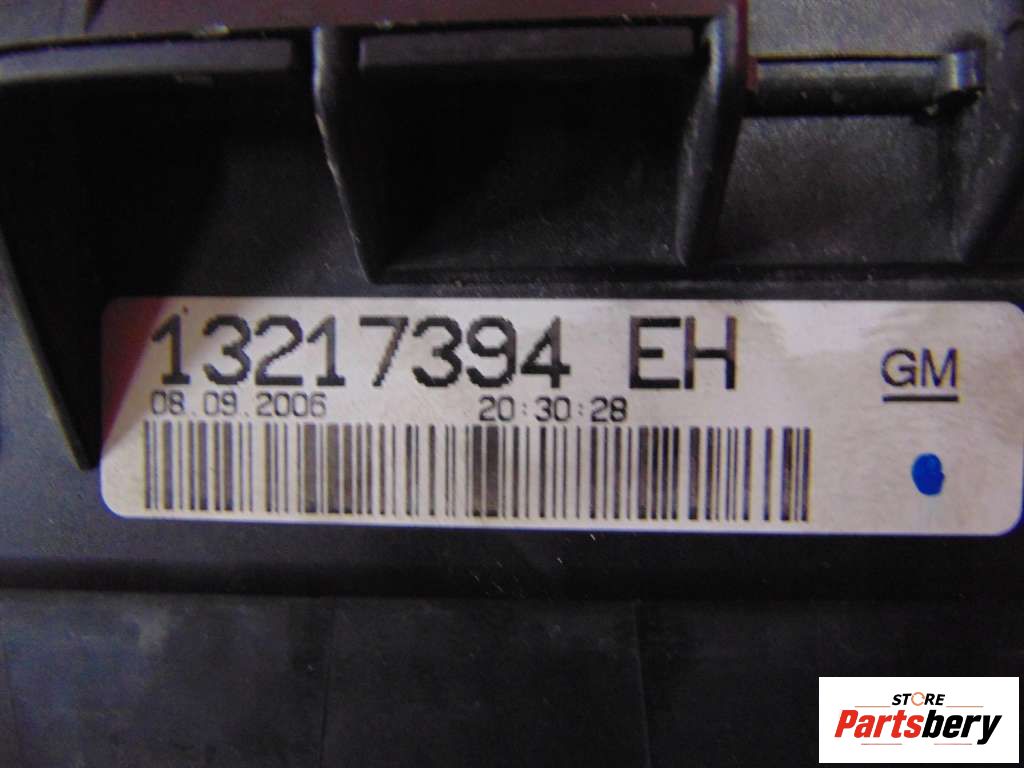 13217394 EH
GM
08.09.2006 20:30:28
STORE
Partsbery